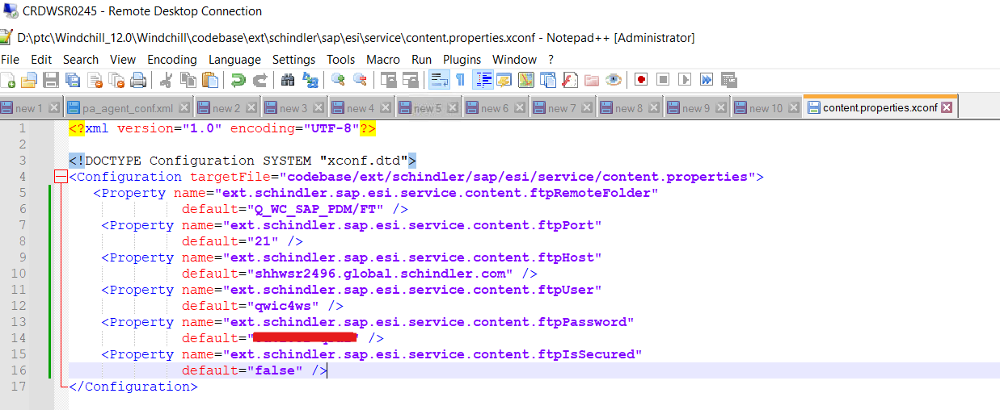 CRDWSR0245 - Remote Desktop Connection
D:\ptc\Windchill_12.0\Windchill\codebase\ext\schindler\sap\esi\service\content.properties.xconf - Notepad++ [Administrator]
File Edit Search View Encoding Language Settings Tools Macro Run Plugins Window ?
new 1 pa_agent_conf.xml new 2 new 3 new 4 new 5 new 6 new 7 new 8 new 9 new 10 content.properties.xconf
1 <?xml version="1.0" encoding="UTF-8"?>
2
3 <!DOCTYPE Configuration SYSTEM "xconf.dtd">
4 <Configuration targetFile="codebase/ext/schindler/sap/esi/service/content.properties">
5 <Property name="ext.schindler.sap.esi.service.content.ftpRemoteFolder"
6 default="Q_WC_SAP_PDM/FT" />
7 <Property name="ext.schindler.sap.esi.service.content.ftpPort"
8 default="21" />
9 <Property name="ext.schindler.sap.esi.service.content.ftpHost"
10 default="shhwsr2496.global.schindler.com" />
11 <Property name="ext.schindler.sap.esi.service.content.ftpUser"
12 default="qwic4ws" />
13 <Property name="ext.schindler.sap.esi.service.content.ftpPassword"
14 default="" />
15 <Property name="ext.schindler.sap.esi.service.content.ftpIsSecured"
16 default="false" />
17 </Configuration>